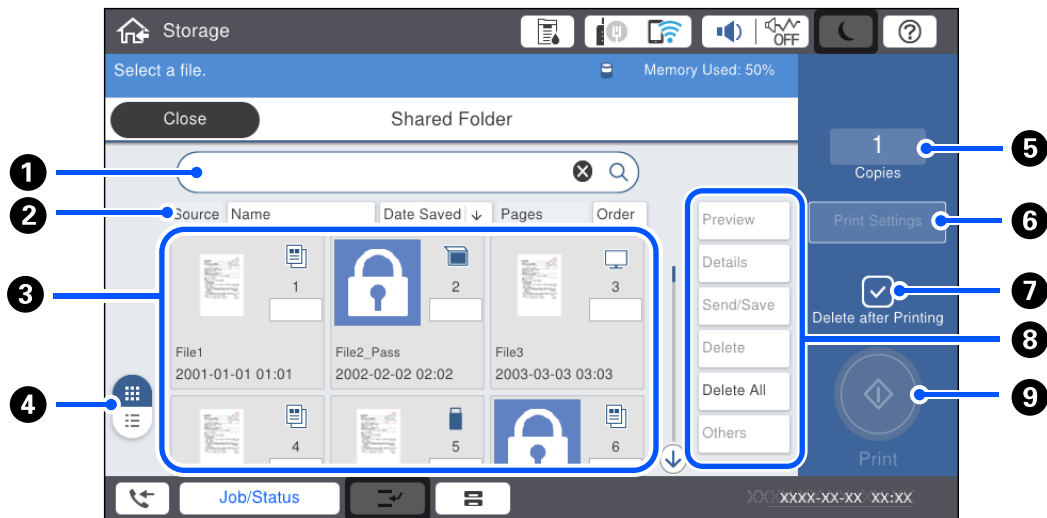 Storage
OFF
Select a file.
Memory Used: 50%
Close
Shared Folder
1
Copies
1
5
2
Source Name Date Saved Pages Order
Preview
Print Settings
6
Details
3
1
2
3
Send/Save
7
Delete after Printing
8
File1
File2_Pass
File3
Delete
2001-01-01 01:01
2002-02-02 02:02
2003-03-03 03:03
4
Delete All
9
Others
4
5
6
Print
Job/Status
XXX XXXX-XX-XX XX:XX